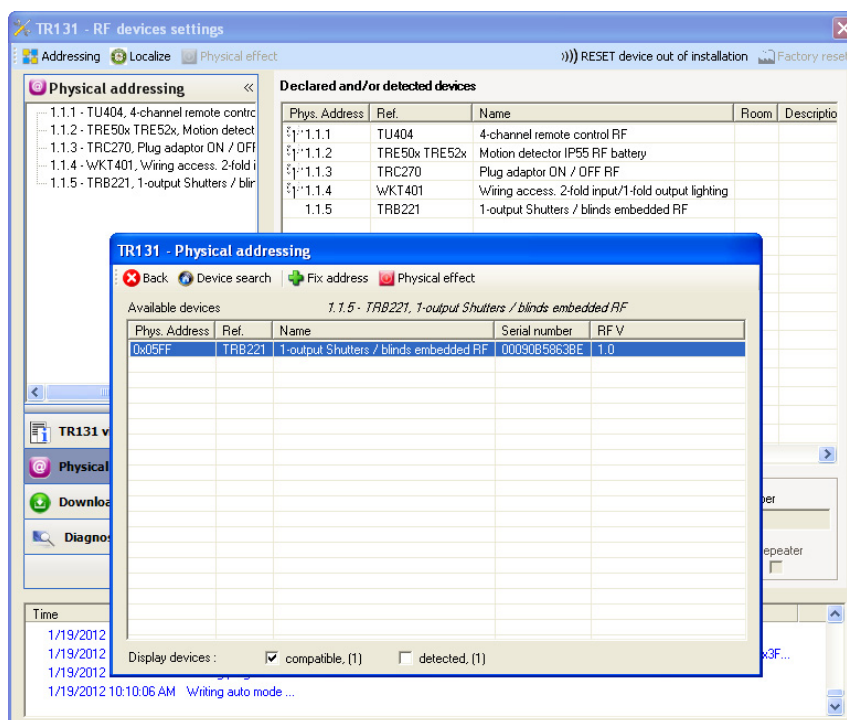 TR131 - RF devices settings
Addressing Localize Physical effect ))) RESET device out of installation Factory reset
Physical addressing «
1.1.1 - TU404, 4-channel remote contrc
1.1.2 - TRE50x TRE52x, Motion detect
1.1.3 - TRC270, Plug adaptor ON / OFF
1.1.4 - WKT401, Wiring access. 2-fold i
1.1.5 - TRB221, 1-output Shutters / blir
Declared and/or detected devices
Phys. Address Ref. Name Room Descriptio
1.1.1 TU404 4-channel remote control RF
1.1.2 TRE50x TRE52x Motion detector IP55 RF battery
1.1.3 TRC270 Plug adaptor ON / OFF RF
1.1.4 WKT401 Wiring access. 2-fold input/1-fold output lighting
1.1.5 TRB221 1-output Shutters / blinds embedded RF
TR131 - Physical addressing
Back Device search Fix address Physical effect
Available devices 1.1.5 - TRB221, 1-output Shutters / blinds embedded RF
Phys. Address Ref. Name Serial number RF V
0x05FF TRB221 1-output Shutters / blinds embedded RF 00090B5863BE 1.0
Display devices : compatible, (1) detected, (1)
TR131 v
Physical
Downloa
Diagnos
ber
epeater
Time
1/19/2012
1/19/2012 x3F...
1/19/2012
1/19/2012 10:10:06 AM Writing auto mode ...